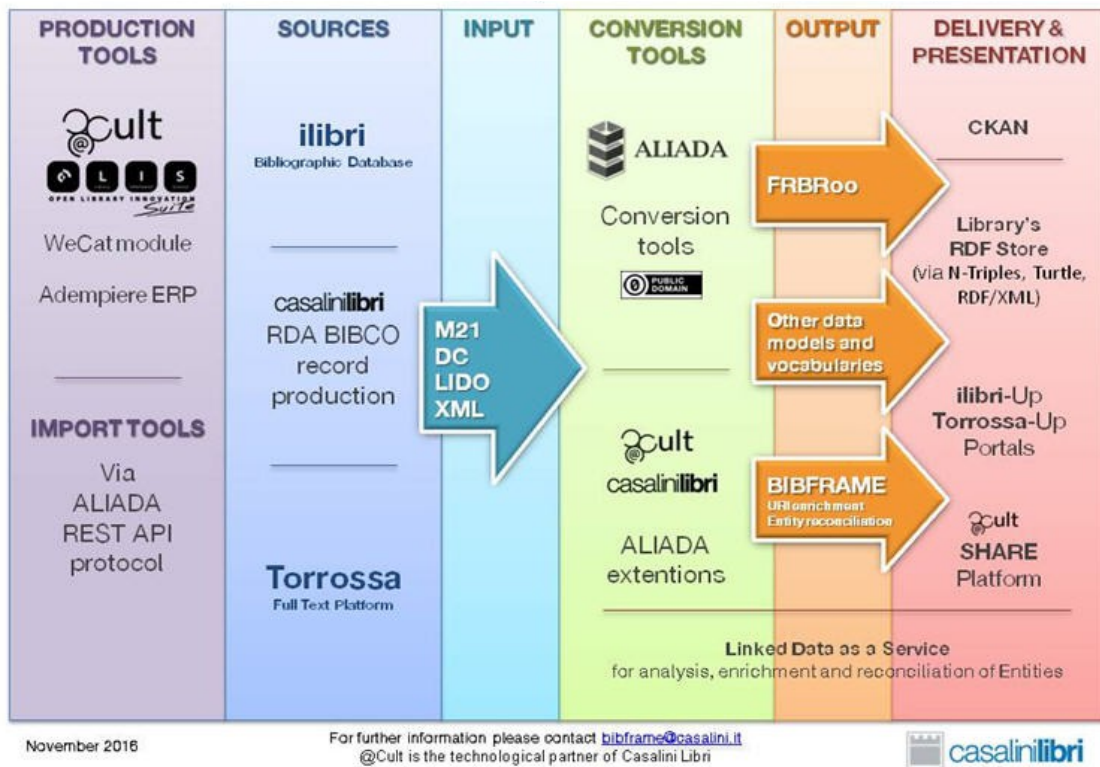 PRODUCTION
TOOLS
@cult
OLIS
OPEN LIBRARY INNOVATION
Suite
WeCat module
Adempiere ERP
IMPORT TOOLS
Via
ALIADA
REST API
protocol
SOURCES
ilibri
Bibliographic Database
casalinilibri
RDA BIBCO
record
production
Torrossa
Full Text Platform
INPUT
M21
DC
LIDO
XML
CONVERSION
TOOLS
ALIADA
Conversion
tools
0 PUBLIC
DOMAIN
@cult
casalinilibri
ALIADA
extentions
OUTPUT
FRBRoo
Other data
models and
vocabularies
BIBFRAME
URI enrichment
Entity reconciliation
DELIVERY &
PRESENTATION
CKAN
Library's
RDF Store
(via N-Triples, Turtle,
RDF/XML)
ilibri-Up
Torrossa-Up
Portals
@cult
SHARE
Platform
Linked Data as a Service
for analysis, enrichment and reconciliation of Entities
November 2016
For further information please contact bibframe@casalini.it
@Cult is the technological partner of Casalini Libri
casalinilibri